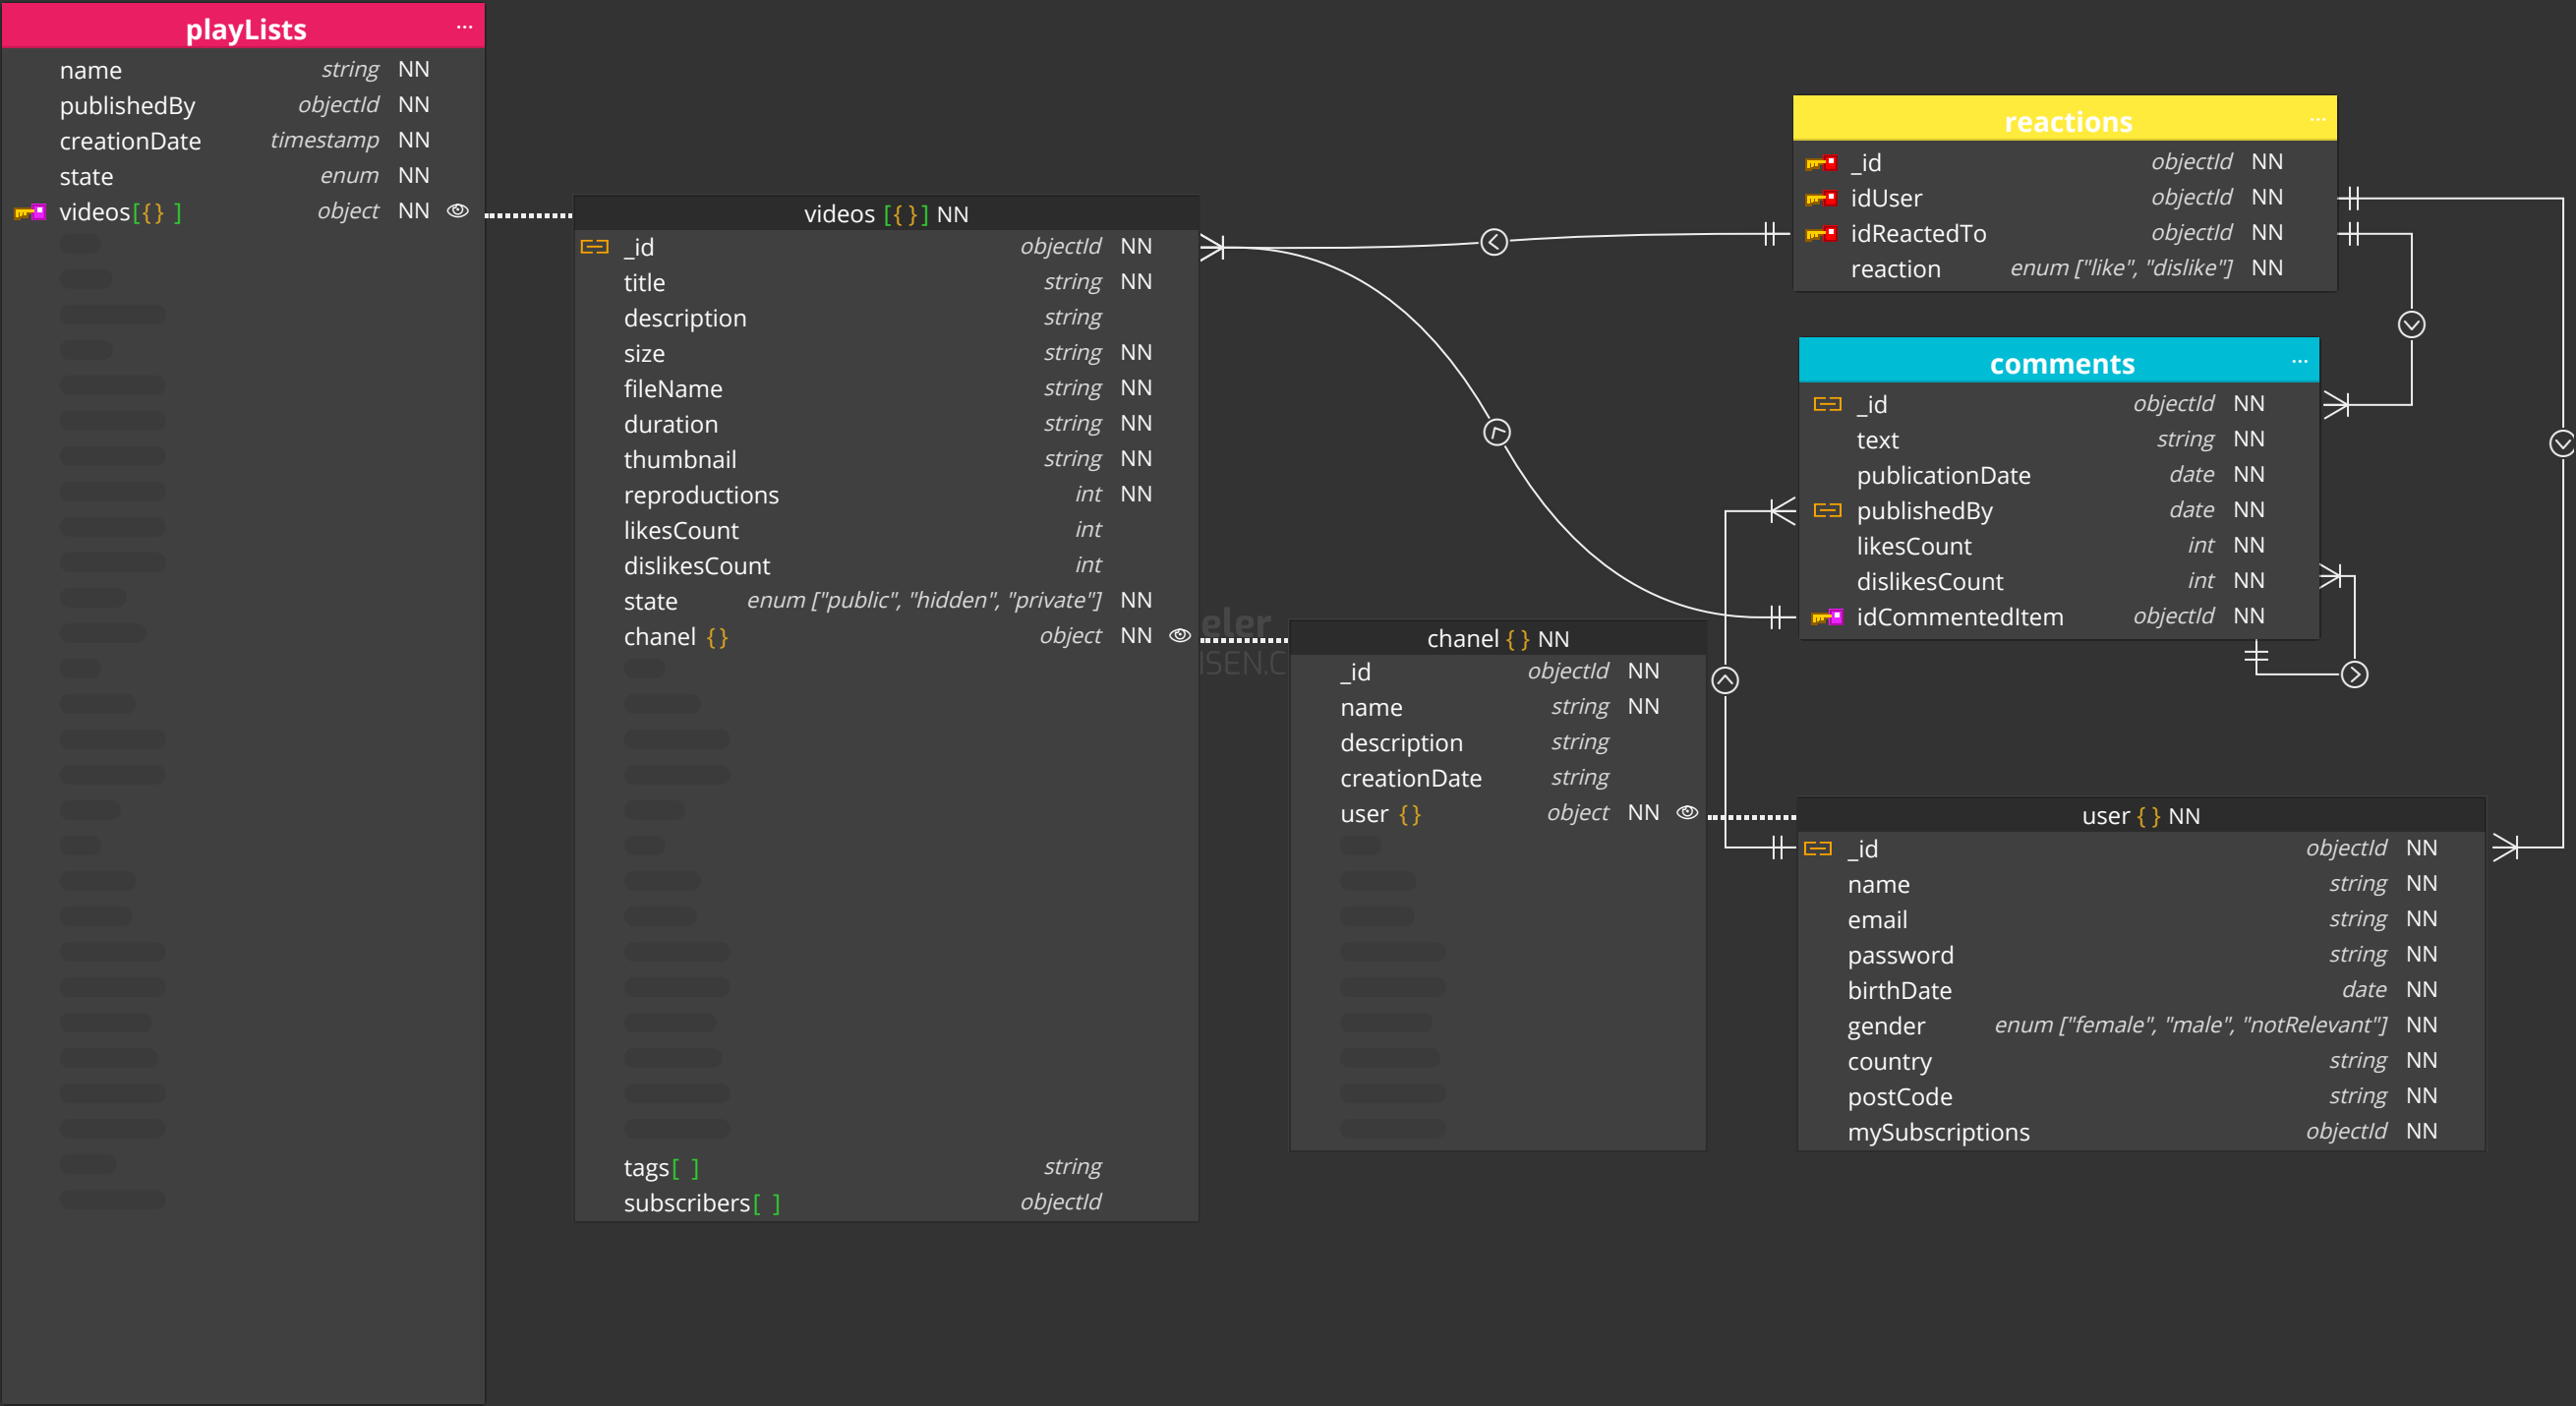 playLists ...
name string NN
publishedBy objectId NN
creationDate timestamp NN
state enum NN
videos[{} ] object NN
videos [{}] NN
_id objectId NN
title string NN
description string
size string NN
fileName string NN
duration string NN
thumbnail string NN
reproductions int NN
likesCount int
dislikesCount int
state enum ["public", "hidden", "private"] NN
chanel {} object NN
tags[ ] string
subscribers[ ] objectId
eler
ISEN.C
chanel {} NN
_id objectId NN
name string NN
description string
creationDate string
user {} object NN
reactions ...
_id objectId NN
idUser objectId NN
idReactedTo objectId NN
reaction enum ["like", "dislike"] NN
comments ...
_id objectId NN
text string NN
publicationDate date NN
publishedBy date NN
likesCount int NN
dislikesCount int NN
idCommentedItem objectId NN
user {} NN
_id objectId NN
name string NN
email string NN
password string NN
birthDate date NN
gender enum ["female", "male", "notRelevant"] NN
country string NN
postCode string NN
mySubscriptions objectId NN